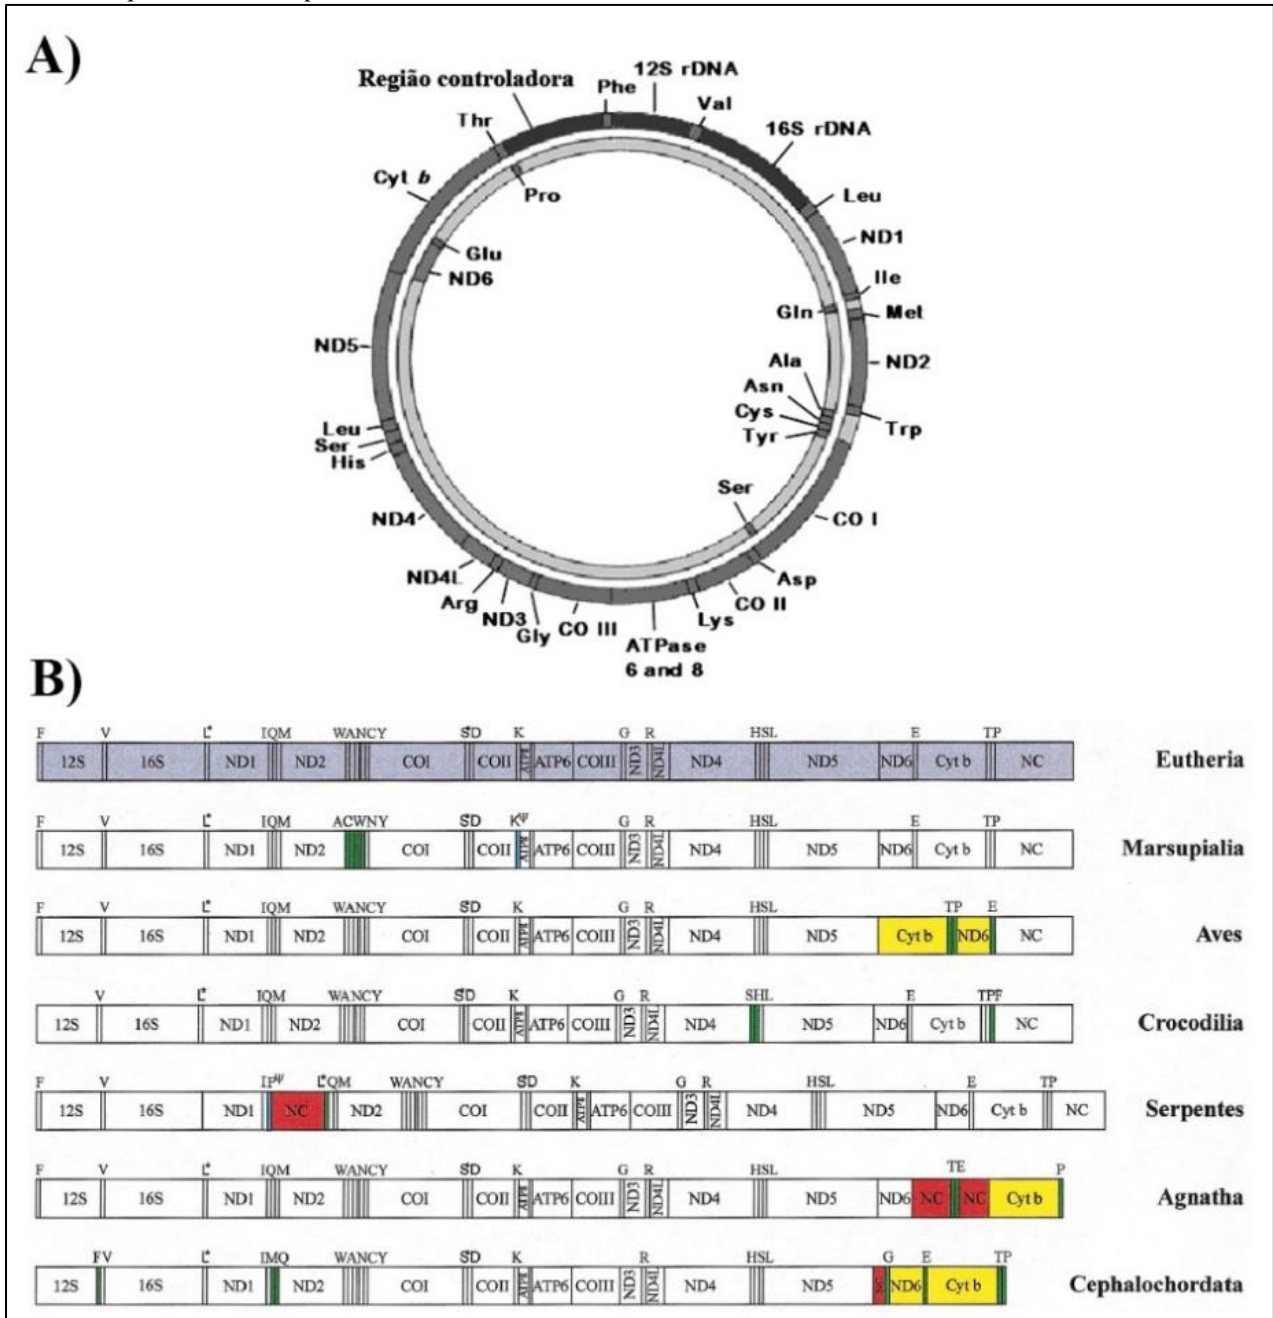 A)
Região controladora
Phe
12S rDNA
Val
16S rDNA
Leu
ND1
Ile
Met
ND2
Trp
CO I
Asp
CO II
Lys
ATPase
6 and 8
CO III
Gly
ND3
Arg
ND4L
ND4
His
Ser
Leu
ND5
Cyt b
Thr
Pro
Glu
ND6
Gln
Ala
Asn
Cys
Tyr
Ser
B)
F V L* IQM WANCY S*D K G R HSL E TP
12S 16S ND1 ND2 COI COII ATP8 ATP6 COIII ND3 ND4L ND4 ND5 ND6 Cyt b NC Eutheria
F V L* IQM ACWNY S*D Kψ G R HSL E TP
12S 16S ND1 ND2 COI COII ATP8 ATP6 COIII ND3 ND4L ND4 ND5 ND6 Cyt b NC Marsupialia
F V L* IQM WANCY S*D K G R HSL TP E
12S 16S ND1 ND2 COI COII ATP8 ATP6 COIII ND3 ND4L ND4 ND5 Cyt b ND6 NC Aves
V L* IQM WANCY S*D K G R SHL E TPF
12S 16S ND1 ND2 COI COII ATP8 ATP6 COIII ND3 ND4L ND4 ND5 ND6 Cyt b NC Crocodilia
F V IPψ L*QM WANCY S*D K G R HSL E TP
12S 16S ND1 NC ND2 COI COII ATP8 ATP6 COIII ND3 ND4L ND4 ND5 ND6 Cyt b NC Serpentes
F V L* IQM WANCY S*D K G R HSL TE P
12S 16S ND1 ND2 COI COII ATP8 ATP6 COIII ND3 ND4L ND4 ND5 ND6 NC NC Cyt b Agnatha
F V L* IMQ WANCY S*D K R HSL G E TP
12S 16S ND1 ND2 COI COII ATP8 ATP6 COIII ND3 ND4L ND4 ND5 ND6 Cyt b Cephalochordata